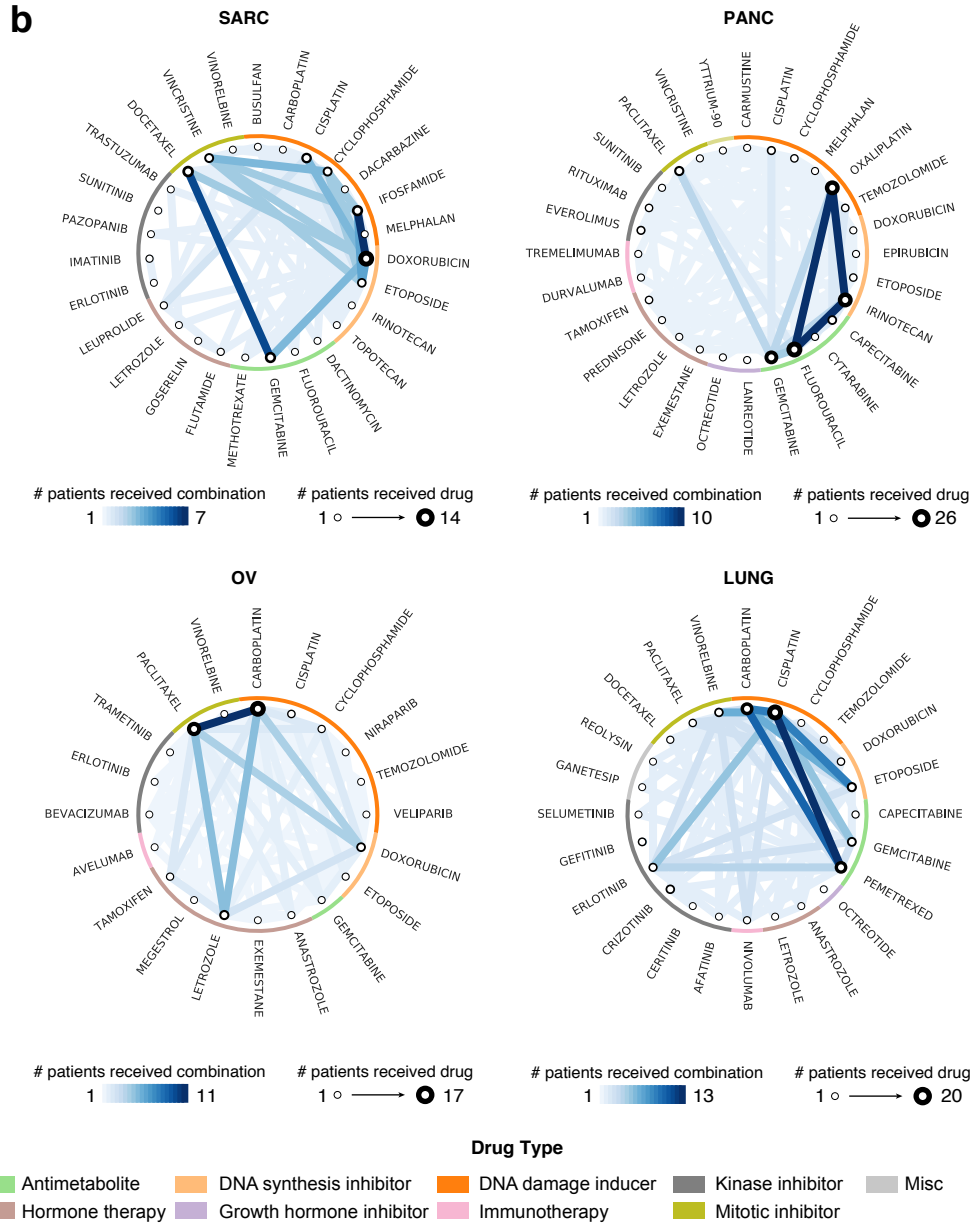 b
SARC
BUSULFAN
CARBOPLATIN
CISPLATIN
CYCLOPHOSPHAMIDE
DACARBAZINE
IFOSFAMIDE
MELPHALAN
DOXORUBICIN
ETOPOSIDE
IRINOTECAN
TOPOTECAN
DACTINOMYCIN
FLUOROURACIL
GEMCITABINE
METHOTREXATE
FLUTAMIDE
GOSERELIN
LETROZOLE
LEUPROLIDE
ERLOTINIB
IMATINIB
PAZOPANIB
SUNITINIB
TRASTUZUMAB
DOCETAXEL
VINCRISTINE
VINORELBINE
# patients received combination
1 7
# patients received drug
1 14
PANC
CARMUSTINE
CISPLATIN
CYCLOPHOSPHAMIDE
MELPHALAN
OXALIPLATIN
TEMOZOLOMIDE
DOXORUBICIN
EPIRUBICIN
ETOPOSIDE
IRINOTECAN
CAPECITABINE
CYTARABINE
FLUOROURACIL
GEMCITABINE
LANREOTIDE
OCTREOTIDE
EXEMESTANE
LETROZOLE
PREDNISONE
TAMOXIFEN
DURVALUMAB
TREMELIMUMAB
EVEROLIMUS
RITUXIMAB
SUNITINIB
PACLITAXEL
VINCRISTINE
YTTRIUM-90
# patients received combination
1 10
# patients received drug
1 26
OV
CARBOPLATIN
CISPLATIN
CYCLOPHOSPHAMIDE
NIRAPARIB
TEMOZOLOMIDE
VELIPARIB
DOXORUBICIN
ETOPOSIDE
GEMCITABINE
ANASTROZOLE
EXEMESTANE
LETROZOLE
MEGESTROL
TAMOXIFEN
AVELUMAB
BEVACIZUMAB
ERLOTINIB
TRAMETINIB
PACLITAXEL
VINORELBINE
# patients received combination
1 11
# patients received drug
1 17
LUNG
CARBOPLATIN
CISPLATIN
CYCLOPHOSPHAMIDE
TEMOZOLOMIDE
DOXORUBICIN
ETOPOSIDE
CAPECITABINE
GEMCITABINE
PEMETREXED
OCTREOTIDE
ANASTROZOLE
LETROZOLE
NIVOLUMAB
AFATINIB
CERITINIB
CRIZOTINIB
ERLOTINIB
GEFITINIB
SELUMETINIB
GANETESIP
REOLYSIN
DOCETAXEL
PACLITAXEL
VINORELBINE
# patients received combination
1 13
# patients received drug
1 20
Drug Type
Antimetabolite
DNA synthesis inhibitor
DNA damage inducer
Kinase inhibitor
Misc
Hormone therapy
Growth hormone inhibitor
Immunotherapy
Mitotic inhibitor